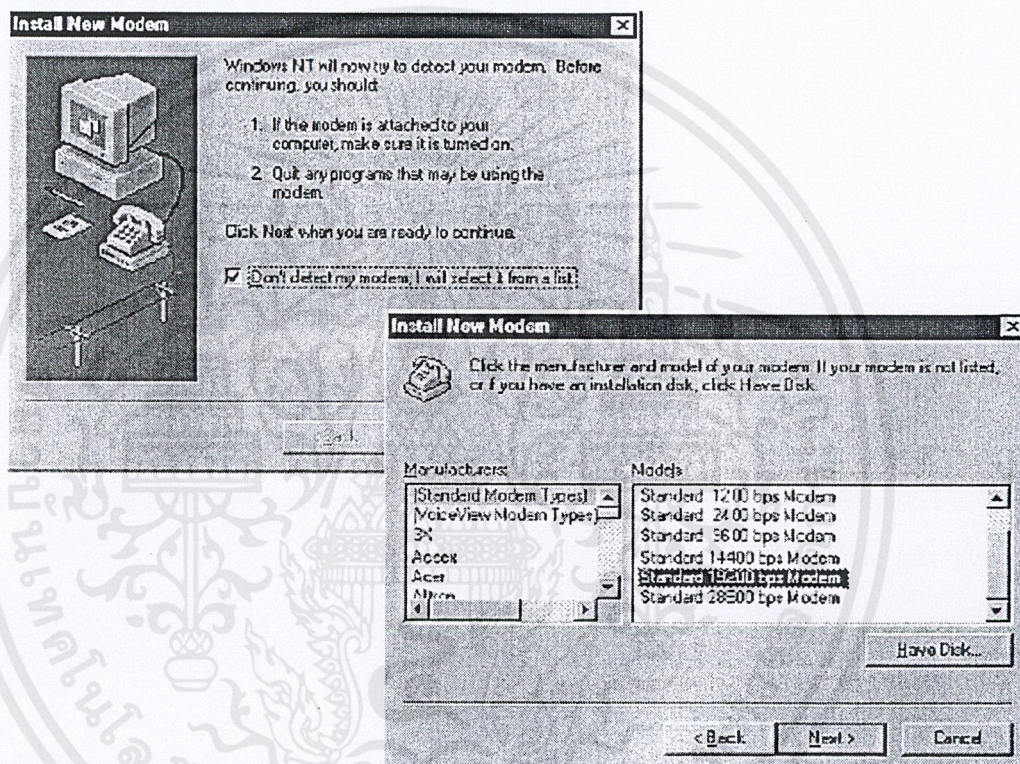 Install New Modem
Windows NT will now try to detect your modem. Before
continuing, you should:
1. If the modem is attached to your
computer, make sure it is turned on.
2. Quit any programs that may be using the
modem.
Click Next when you are ready to continue.
Don't detect my modem; I will select it from a list.
< Back
Install New Modem
Click the manufacturer and model of your modem. If your modem is not listed,
or if you have an installation disk, click Have Disk.
Manufacturers:
Models
(Standard Modem Types)
(VoiceView Modem Types)
3X
Accex
Acer
Standard 1200 bps Modem
Standard 2400 bps Modem
Standard 9600 bps Modem
Standard 14400 bps Modem
Standard 19200 bps Modem
Standard 28800 bps Modem
Have Disk...
< Back
Next >
Cancel